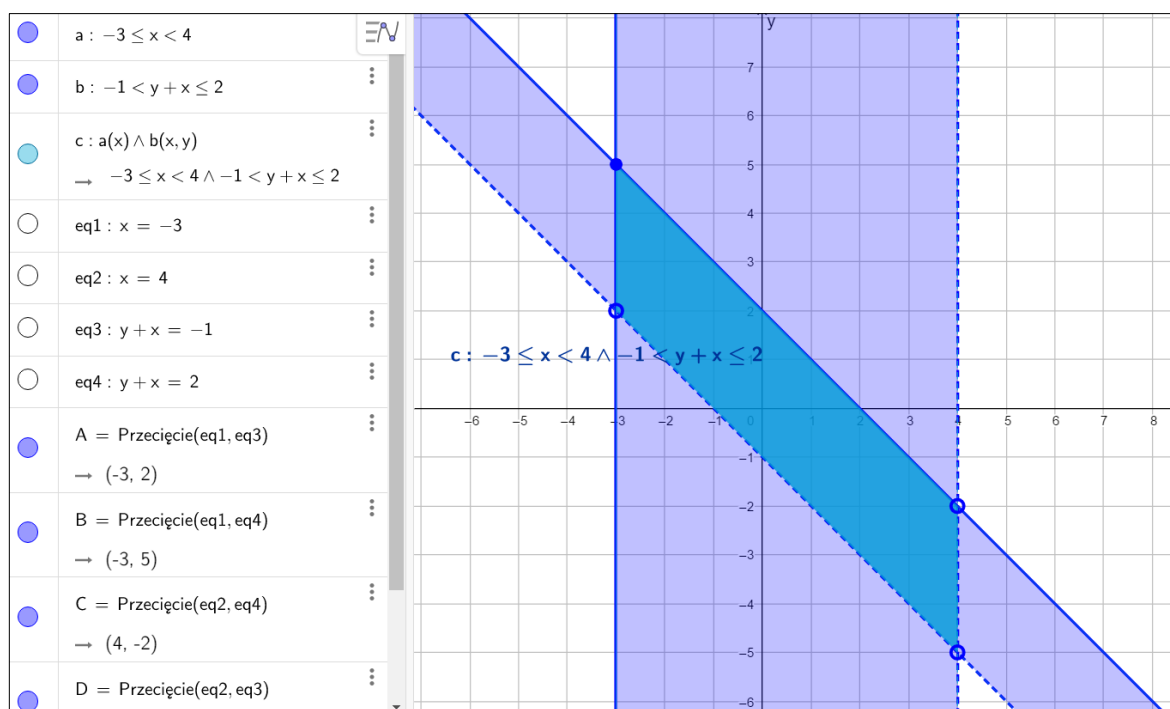 a : −3 ≤ x < 4
b : −1 < y + x ≤ 2
c : a(x) ∧ b(x, y)
→ −3 ≤ x < 4 ∧ −1 < y + x ≤ 2
eq1 : x = −3
eq2 : x = 4
eq3 : y + x = −1
eq4 : y + x = 2
A = Przecięcie(eq1, eq3)
→ (-3, 2)
B = Przecięcie(eq1, eq4)
→ (-3, 5)
C = Przecięcie(eq2, eq4)
→ (4, -2)
D = Przecięcie(eq2, eq3)
y
7
6
5
4
3
2
c : −3 ≤ x < 4 ∧ −1 < y + x ≤ 2
−6 −5 −4 −3 −2 −1 0 1 2 3 4 5 6 7 8
−1
−2
−3
−4
−5
−6